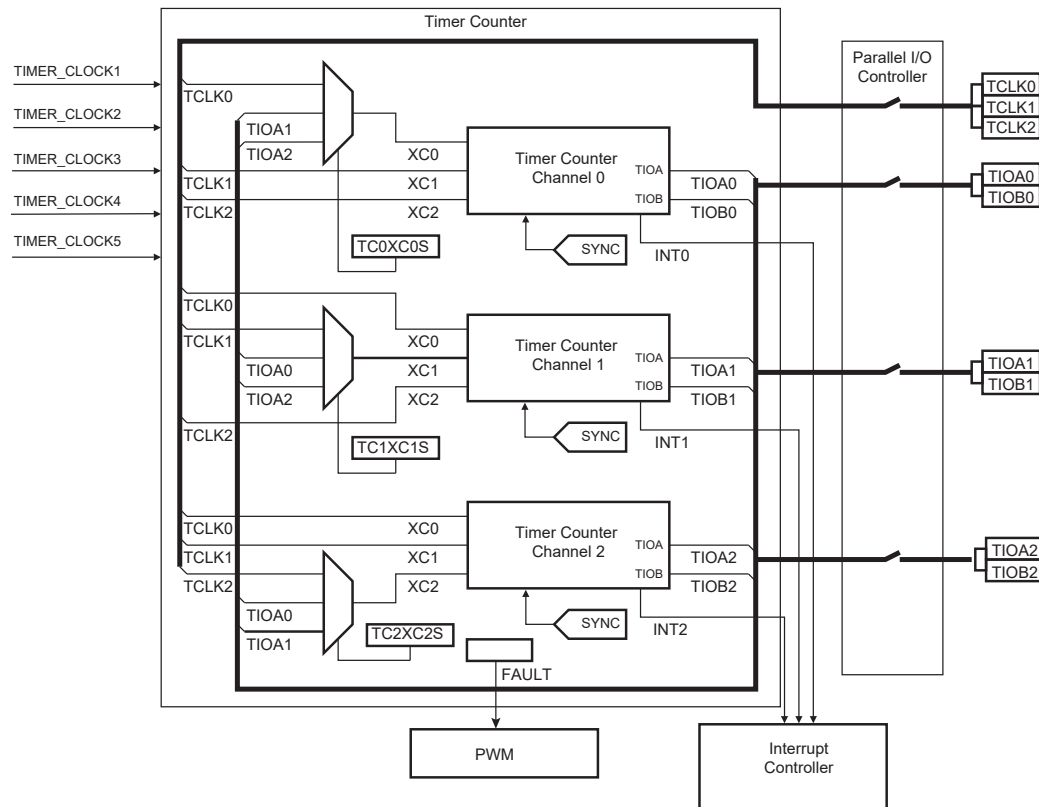 Timer Counter
Parallel I/O
Controller
TIMER_CLOCK1
TIMER_CLOCK2
TIMER_CLOCK3
TIMER_CLOCK4
TIMER_CLOCK5
TCLK0
TIOA1
TIOA2
TCLK1
TCLK2
XC0
XC1
XC2
TC0XC0S
Timer Counter
Channel 0
TIOA
TIOB
SYNC
TIOA0
TIOB0
INT0
TCLK0
TCLK1
TCLK2
TIOA0
TIOB0
TCLK0
TCLK1
TIOA0
TIOA2
TCLK2
XC0
XC1
XC2
TC1XC1S
Timer Counter
Channel 1
TIOA
TIOB
SYNC
TIOA1
TIOB1
INT1
TIOA1
TIOB1
TCLK0
TCLK1
TCLK2
TIOA0
TIOA1
XC0
XC1
XC2
TC2XC2S
Timer Counter
Channel 2
TIOA
TIOB
SYNC
TIOA2
TIOB2
INT2
TIOA2
TIOB2
FAULT
PWM
Interrupt
Controller